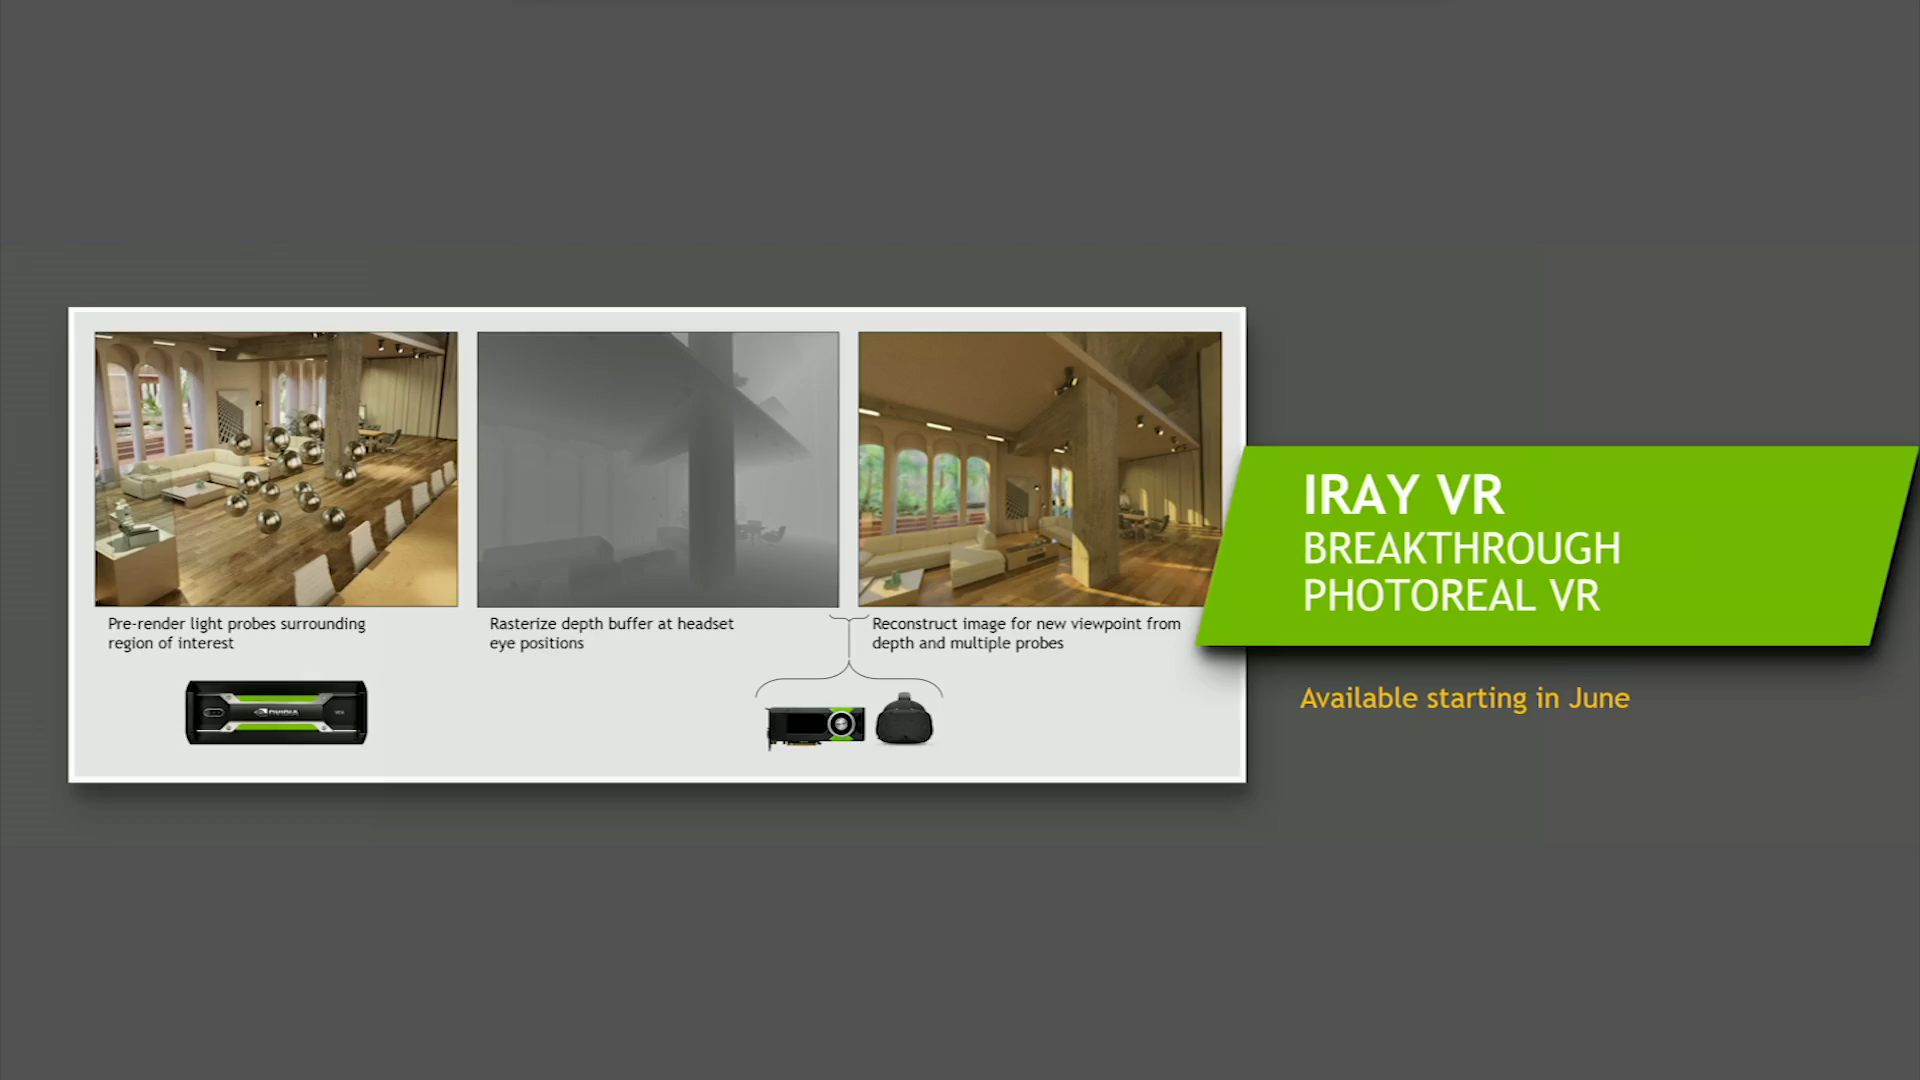 Pre-render light probes surrounding
region of interest
Rasterize depth buffer at headset
eye positions
Reconstruct image for new viewpoint from
depth and multiple probes
NVIDIA
IRAY VR
BREAKTHROUGH
PHOTOREAL VR
Available starting in June